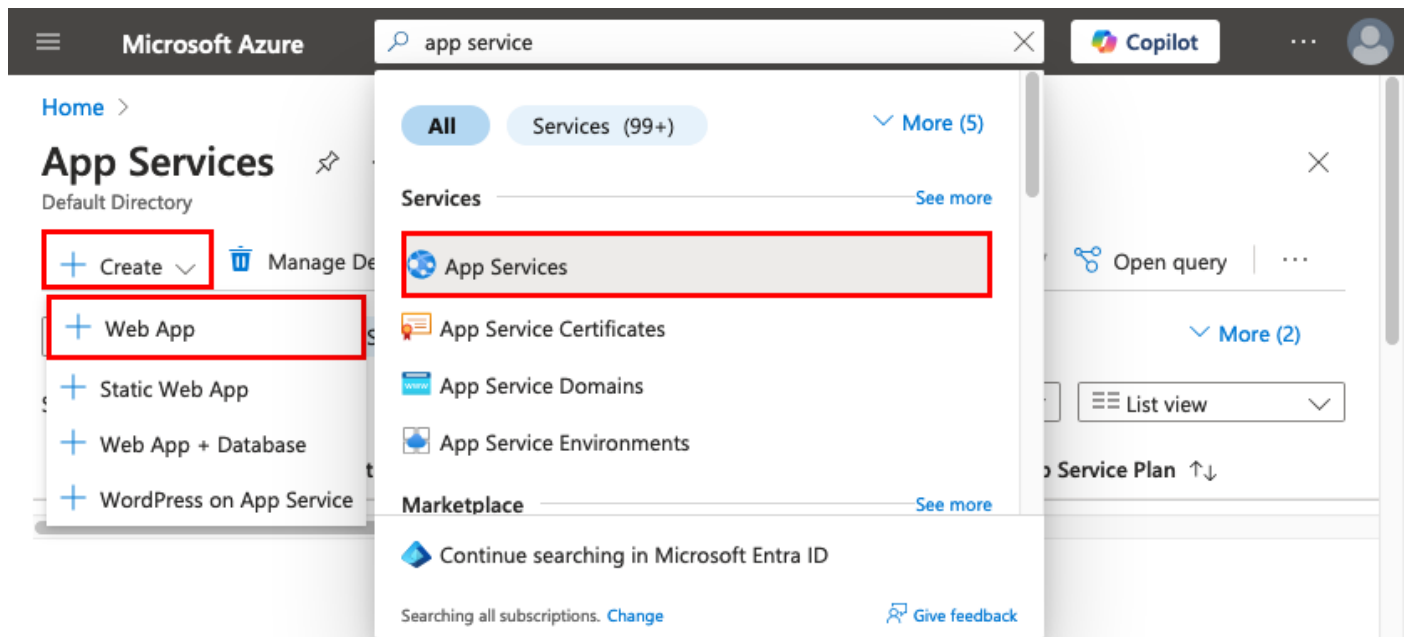 Microsoft Azure
app service
Copilot
Home
App Services
Default Directory
Create
Manage De
Open query
Web App
More (2)
Static Web App
List view
Web App + Database
Service Plan
WordPress on App Service
All
Services (99+)
More (5)
Services
See more
App Services
App Service Certificates
www
App Service Domains
App Service Environments
Marketplace
See more
Continue searching in Microsoft Entra ID
Searching all subscriptions. Change
Give feedback